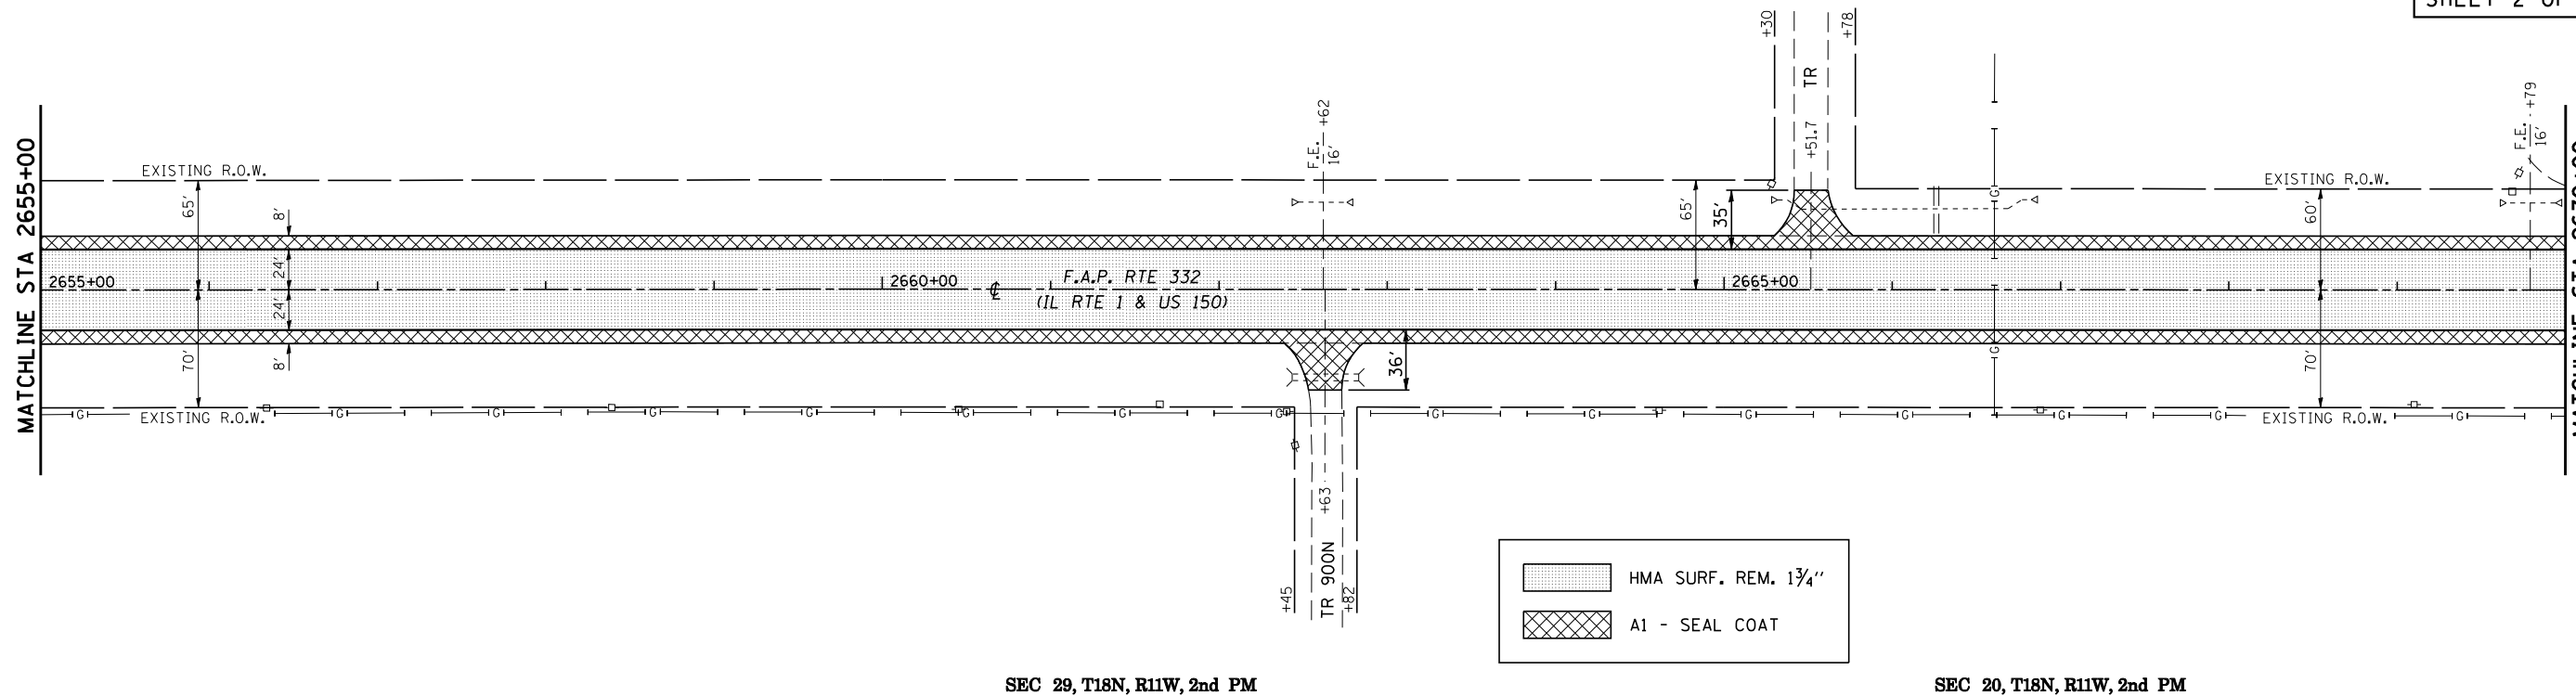 SHEET 2 OF
+30
+78
TR
+51.7
F.E. +62
16'
F.E. +79
16'
MATCHLINE STA 2655+00
EXISTING R.O.W.
EXISTING R.O.W.
65'
8'
65'
35'
60'
G
24'
2655+00
2660+00
F.A.P. RTE 332
2665+00
℄
(IL RTE 1 & US 150)
24'
70'
8'
36'
G
70'
G G G G G G G G G G G G G G G G
EXISTING R.O.W.
EXISTING R.O.W.
+63
TR 900N
+45
+82
HMA SURF. REM. 1¾"
A1 - SEAL COAT
SEC 29, T18N, R11W, 2nd PM
SEC 20, T18N, R11W, 2nd PM